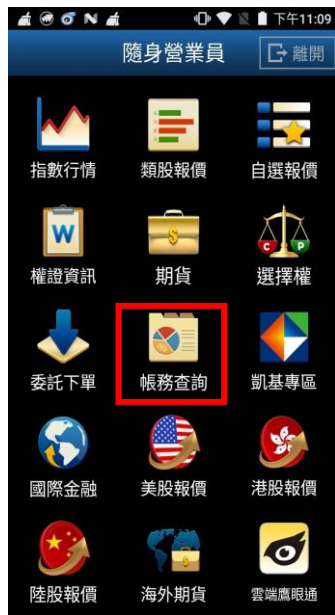 下午11:09
隨身營業員 離開
指數行情 類股報價 自選報價
W
$
C P
權證資訊 期貨 選擇權
委託下單 帳務查詢 凱基專區
國際金融 美股報價 港股報價
陸股報價 海外期貨 雲端鷹眼通